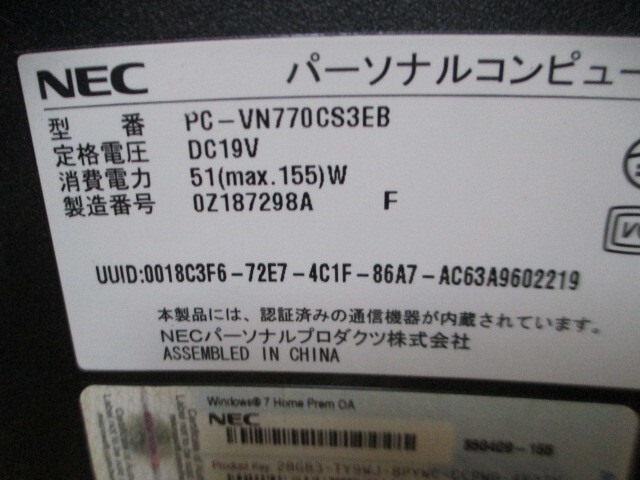 NEC パーソナルコンピュー
型 番 PC-VN770CS3EB
定格電圧 DC19V
消費電力 51(max.155)W
製造番号 0Z187298A F
UUID:0018C3F6-72E7-4C1F-86A7-AC63A9602219
本製品には、認証済みの通信機器が内蔵されています。
NECパーソナルプロダクツ株式会社
ASSEMBLED IN CHINA
Windows® 7 Home Prem OA
NEC
Product Key: